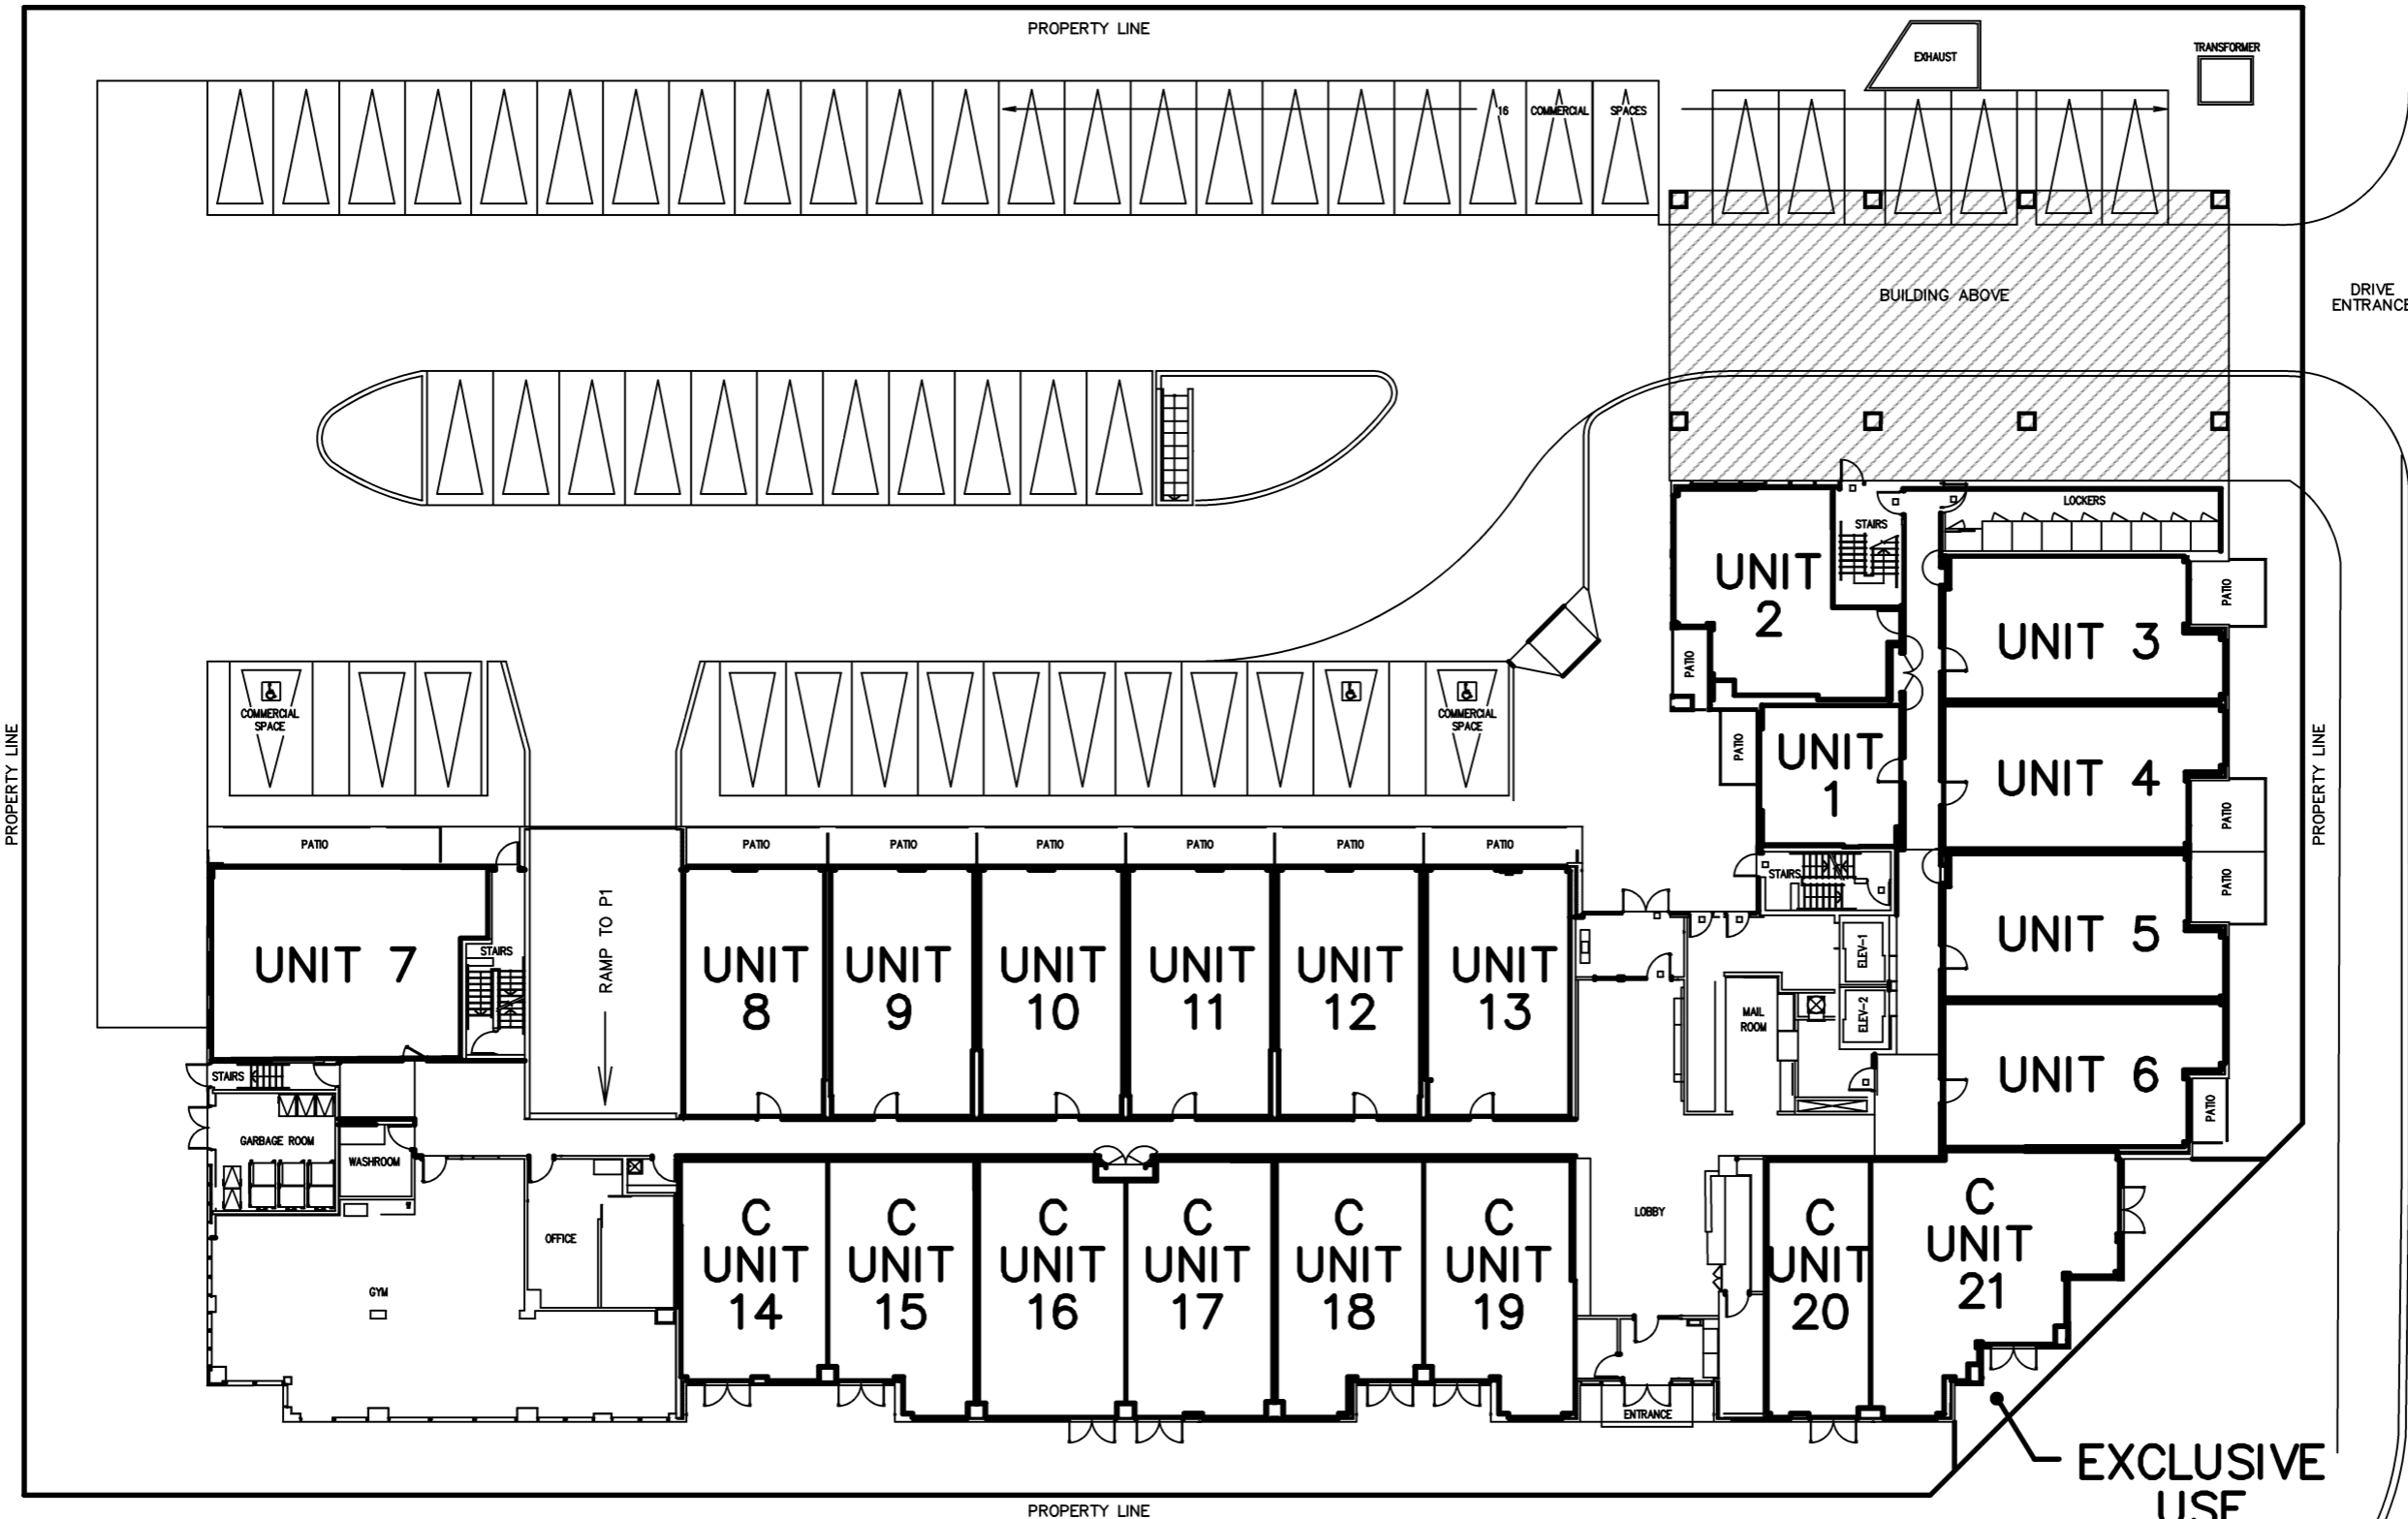 PROPERTY LINE
EXHAUST
TRANSFORMER
16 COMMERCIAL SPACES
BUILDING ABOVE
DRIVE
ENTRANCE
LOCKERS
STAIRS
UNIT
2
PATIO
UNIT 3
PATIO
COMMERCIAL
SPACE
COMMERCIAL
SPACE
PATIO
UNIT
1
UNIT 4
PATIO
PROPERTY LINE
PROPERTY LINE
PATIO
PATIO
PATIO
PATIO
PATIO
PATIO
PATIO
STAIRS
UNIT 5
PATIO
UNIT 7
STAIRS
RAMP TO P1
UNIT
8
UNIT
9
UNIT
10
UNIT
11
UNIT
12
UNIT
13
ELEV-1
ELEV-2
MAIL
ROOM
UNIT 6
PATIO
STAIRS
GARBAGE ROOM
WASHROOM
OFFICE
GYM
C
UNIT
14
C
UNIT
15
C
UNIT
16
C
UNIT
17
C
UNIT
18
C
UNIT
19
LOBBY
C
UNIT
20
C
UNIT
21
ENTRANCE
EXCLUSIVE
USE
PROPERTY LINE